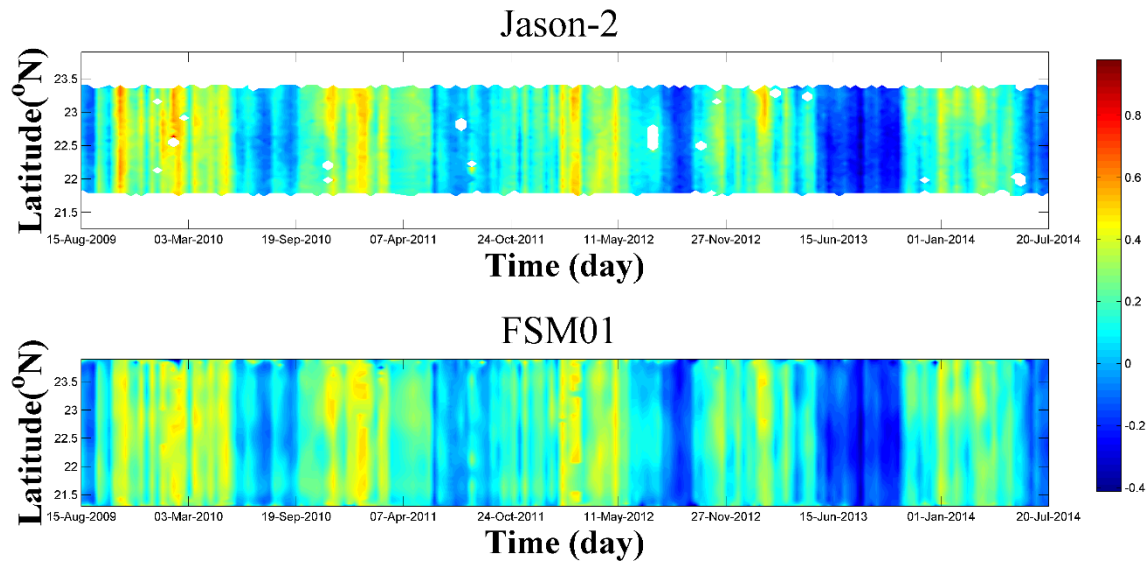 Jason-2
Latitude(⁰N)
23.5
23
22.5
22
21.5
15-Aug-2009 03-Mar-2010 19-Sep-2010 07-Apr-2011 24-Oct-2011 11-May-2012 27-Nov-2012 15-Jun-2013 01-Jan-2014 20-Jul-2014
Time (day)
FSM01
Latitude(⁰N)
23.5
23
22.5
22
21.5
15-Aug-2009 03-Mar-2010 19-Sep-2010 07-Apr-2011 24-Oct-2011 11-May-2012 27-Nov-2012 15-Jun-2013 01-Jan-2014 20-Jul-2014
Time (day)
0.8
0.6
0.4
0.2
0
-0.2
-0.4